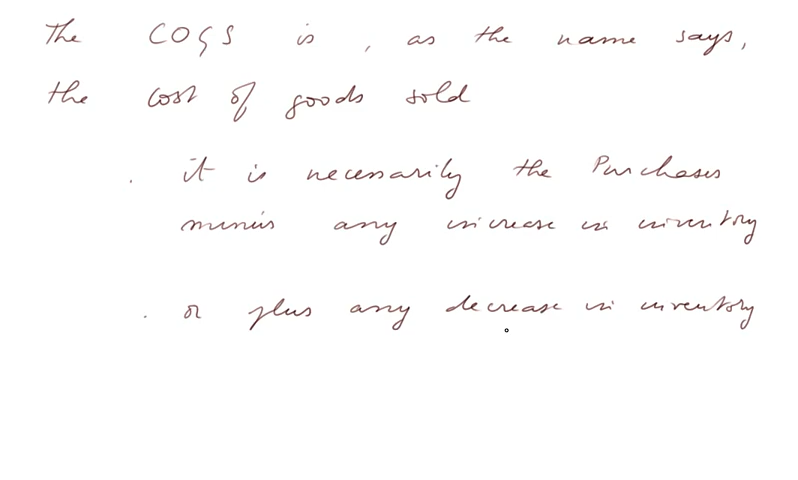 The COGS is , as the name says,
the cost of goods sold
. it is necessarily the Purchases
minus any increase in inventory
. or plus any decrease in inventory